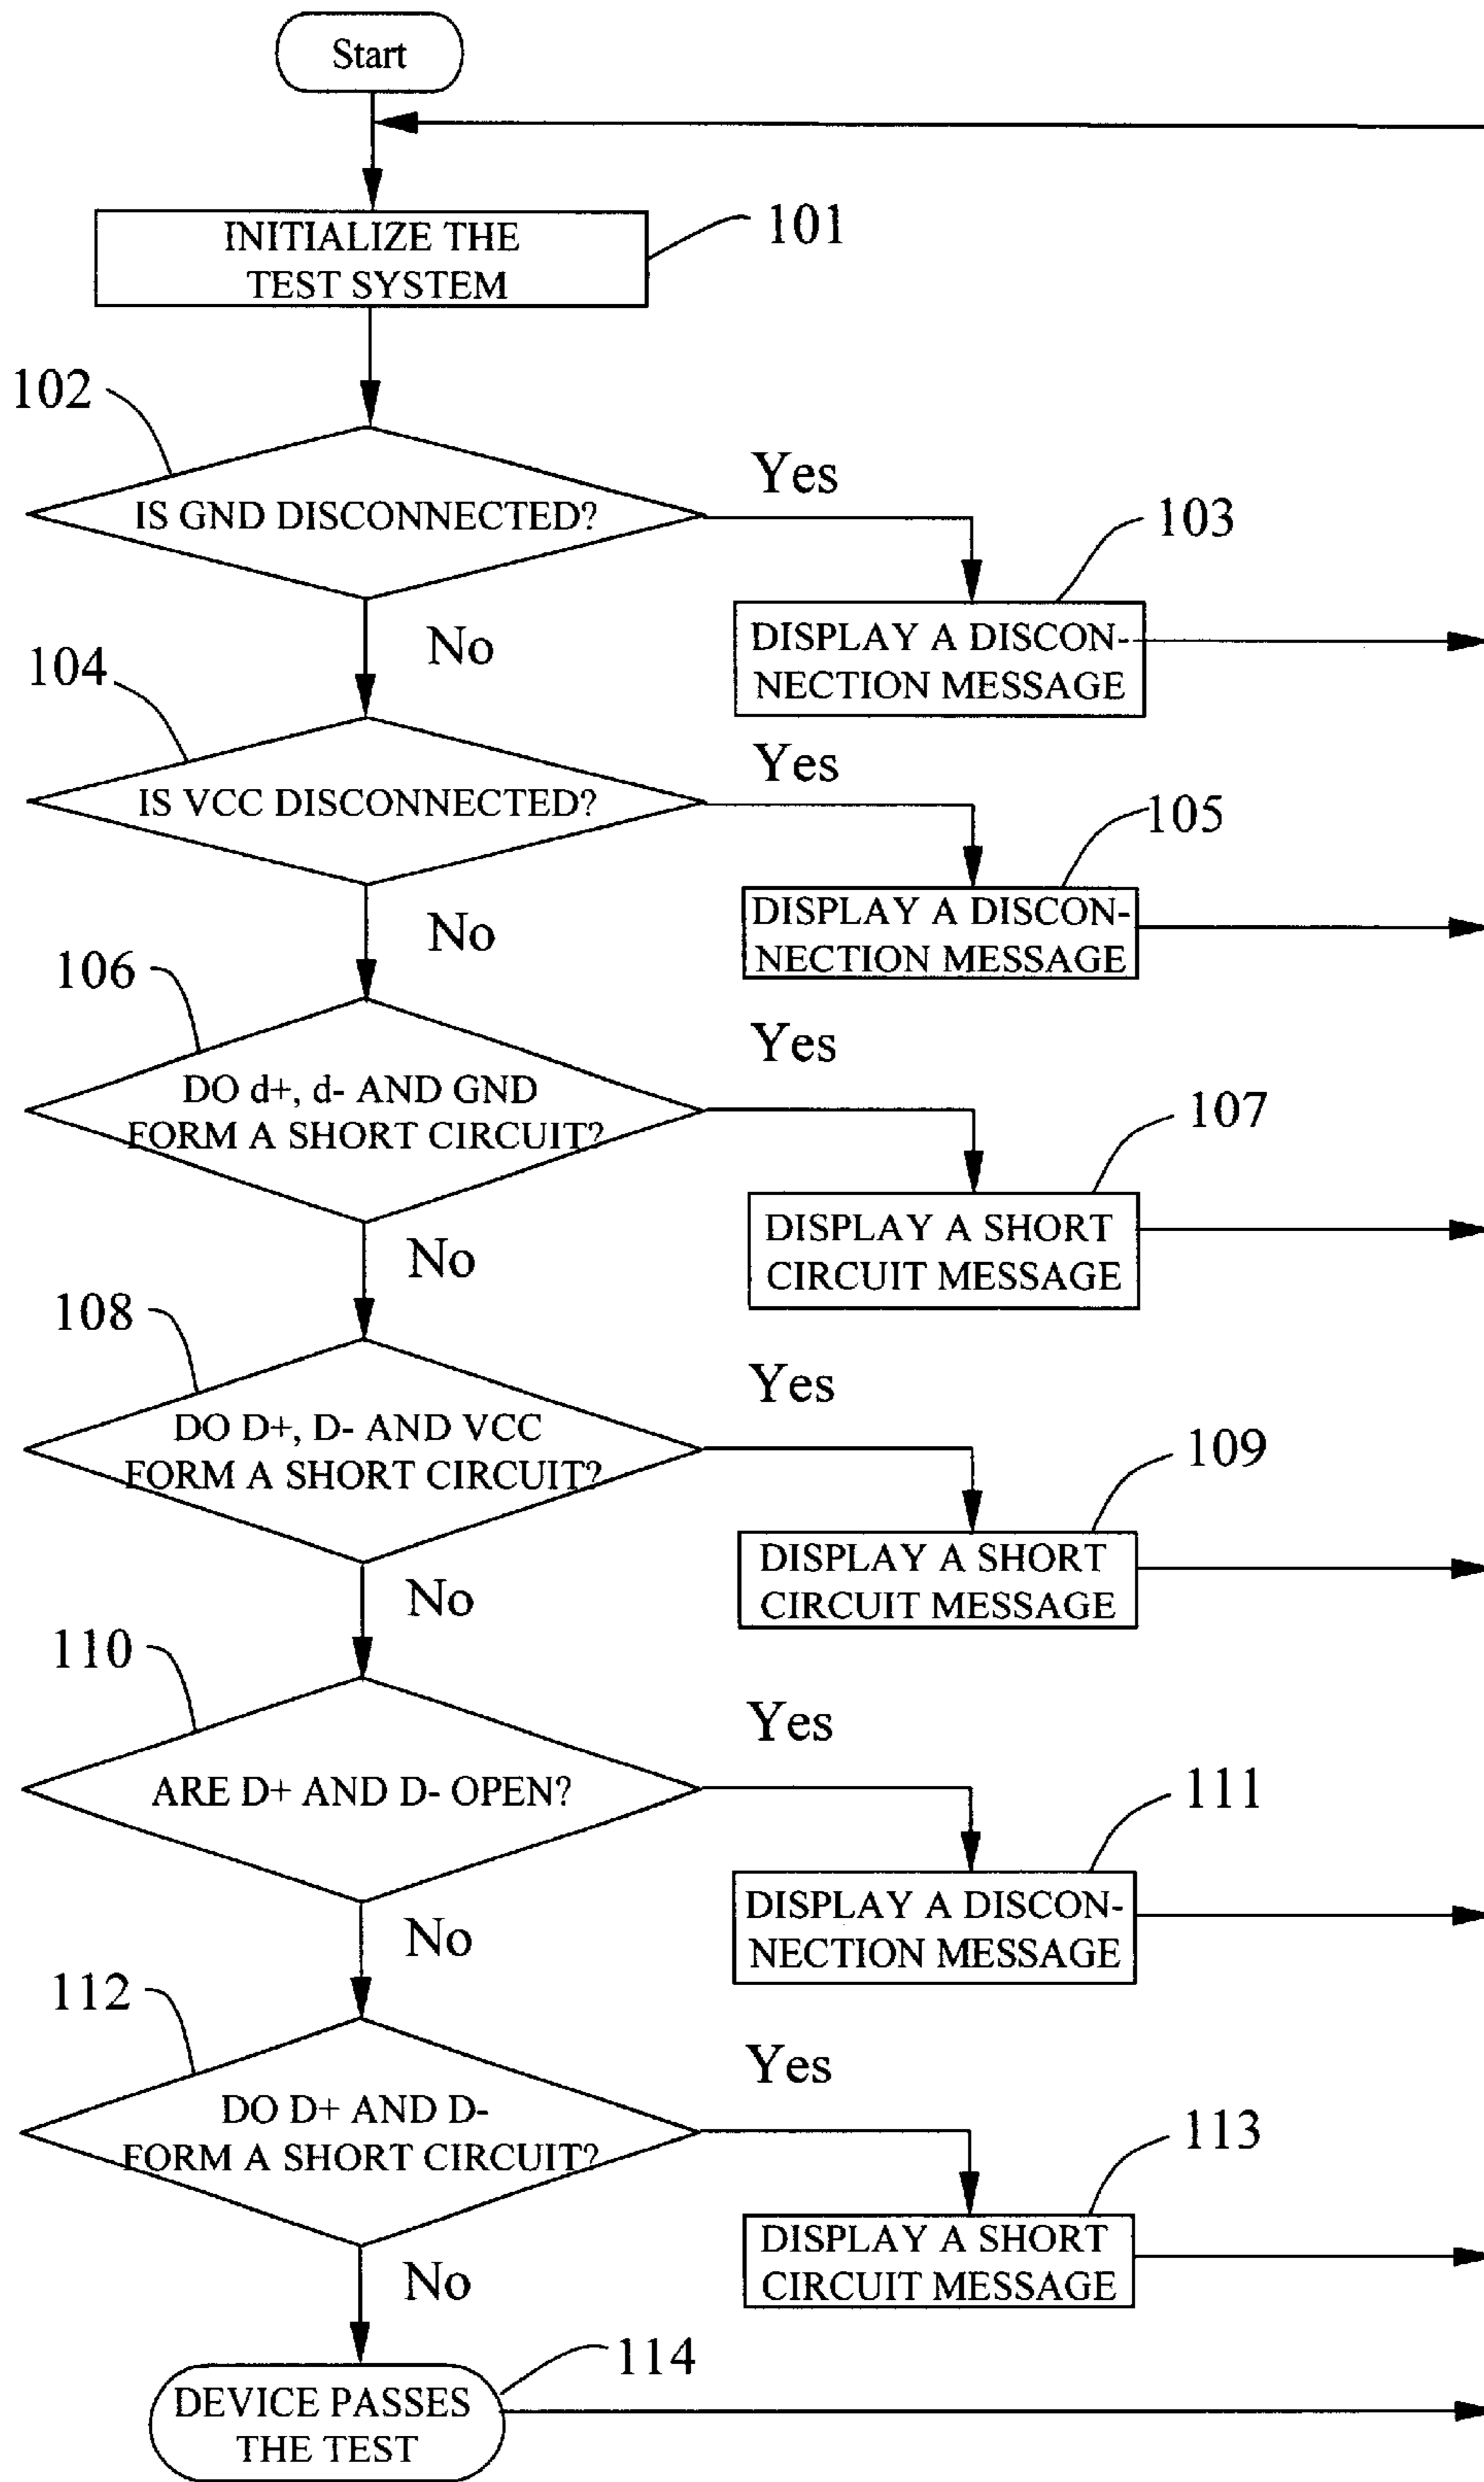 Start
INITIALIZE THE
TEST SYSTEM
101
102
IS GND DISCONNECTED?
Yes
103
DISPLAY A DISCON-
NECTION MESSAGE
No
104
IS VCC DISCONNECTED?
Yes
105
DISPLAY A DISCON-
NECTION MESSAGE
No
106
DO d+, d- AND GND
FORM A SHORT CIRCUIT?
Yes
107
DISPLAY A SHORT
CIRCUIT MESSAGE
No
108
DO D+, D- AND VCC
FORM A SHORT CIRCUIT?
Yes
109
DISPLAY A SHORT
CIRCUIT MESSAGE
No
110
ARE D+ AND D- OPEN?
Yes
111
DISPLAY A DISCON-
NECTION MESSAGE
No
112
DO D+ AND D-
FORM A SHORT CIRCUIT?
Yes
113
DISPLAY A SHORT
CIRCUIT MESSAGE
No
114
DEVICE PASSES
THE TEST